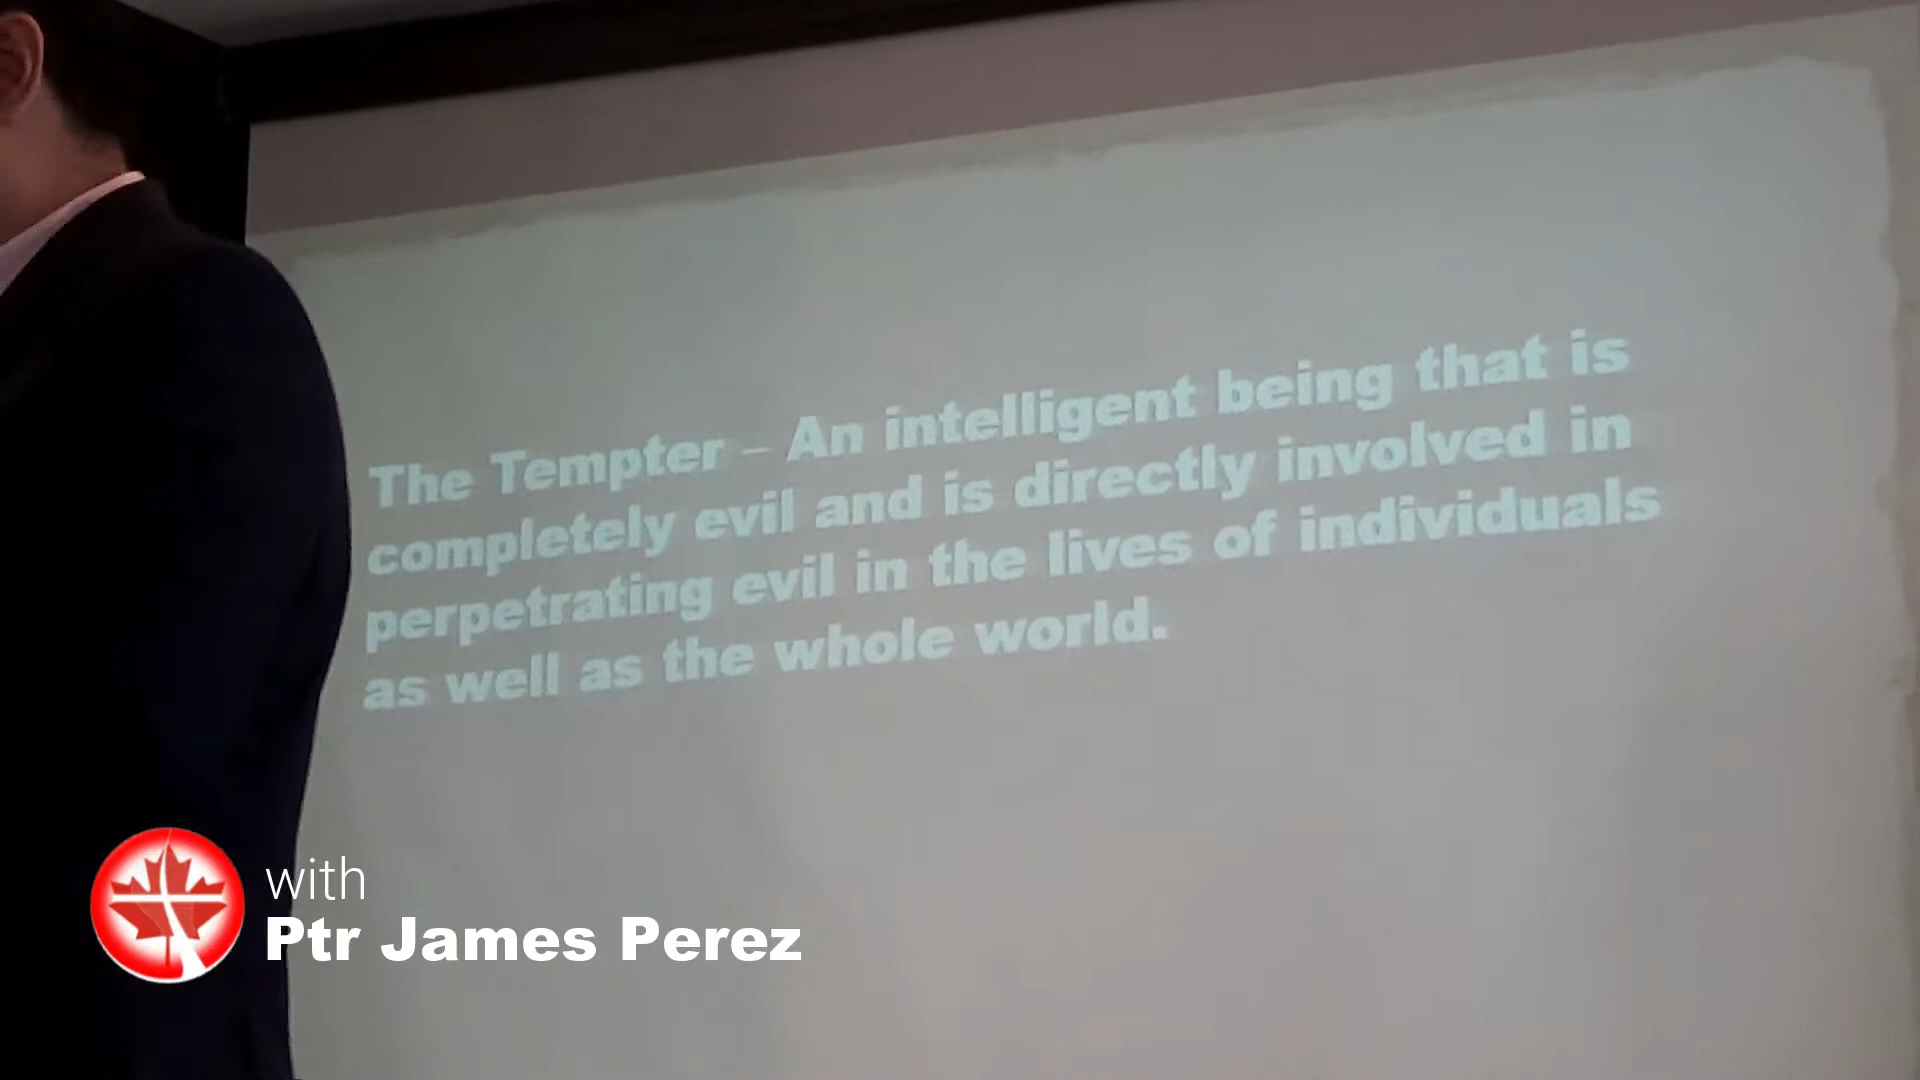 The Tempter – An intelligent being that is
completely evil and is directly involved in
perpetrating evil in the lives of individuals
as well as the whole world.
with
Ptr James Perez